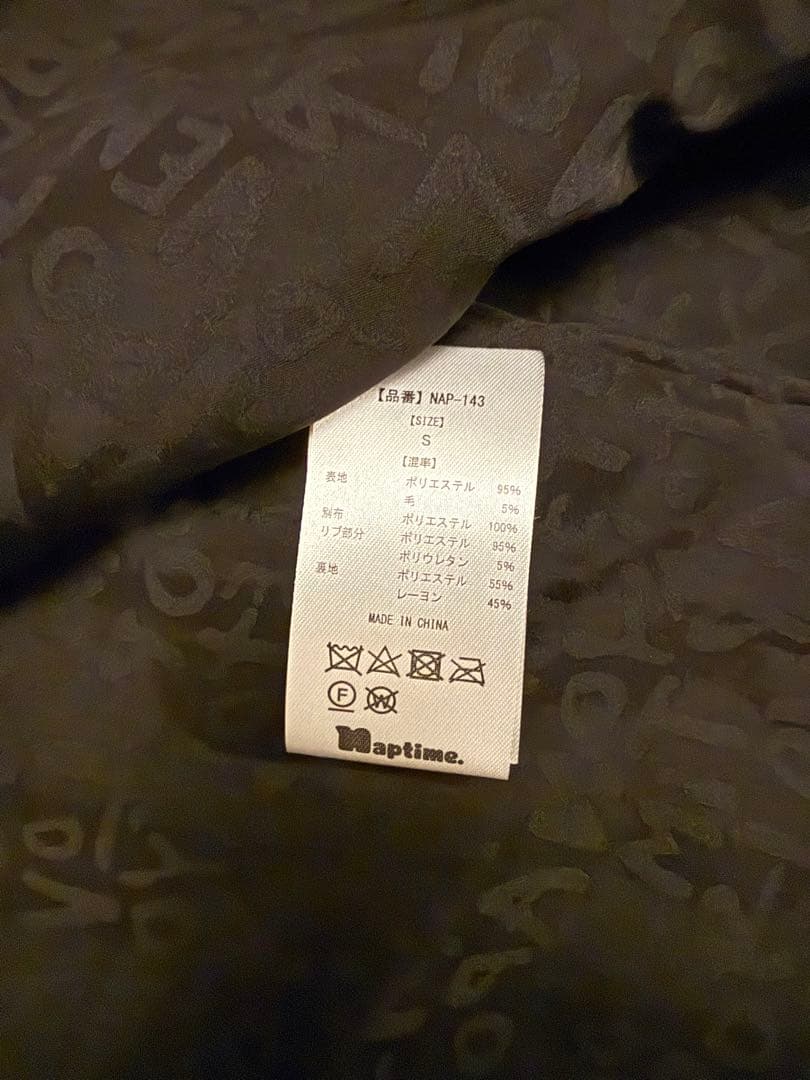 【品番】NAP-143
【SIZE】
S
【混率】
表地 ポリエステル 95%
毛 5%
別布 ポリエステル 100%
リブ部分 ポリエステル 95%
ポリウレタン 5%
裏地 ポリエステル 55%
レーヨン 45%
MADE IN CHINA
F W
Naptime.